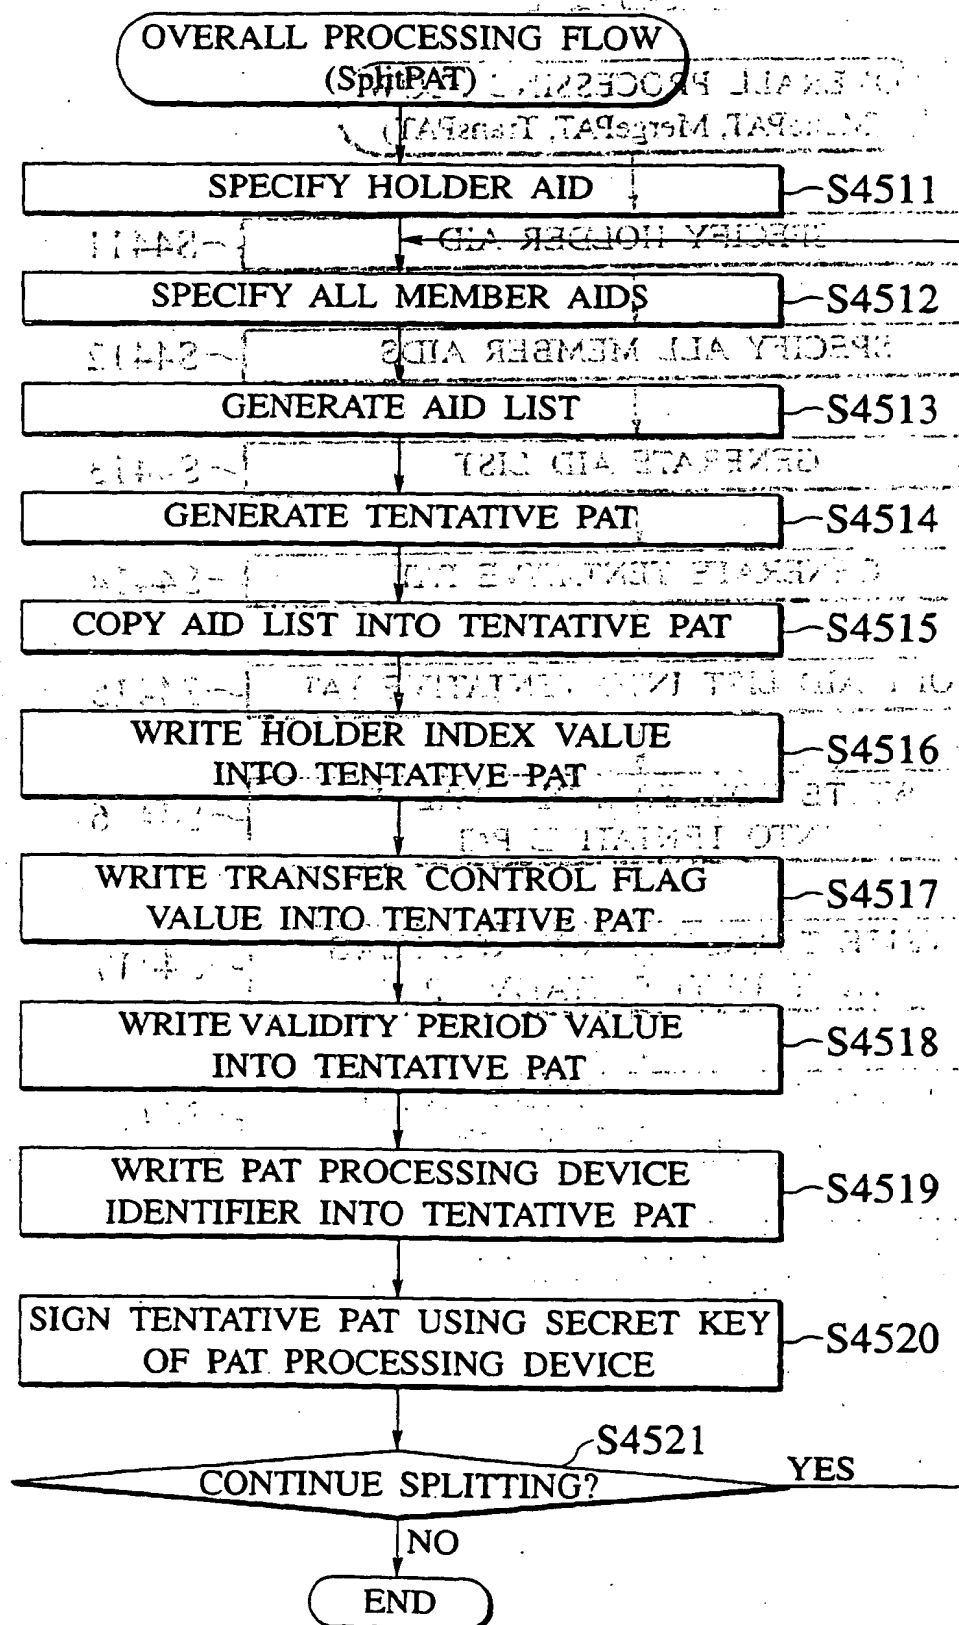 OVERALL PROCESSING FLOW
(SplitPAT)
SPECIFY HOLDER AID
S4511
SPECIFY ALL MEMBER AIDS
S4512
GENERATE AID LIST
S4513
GENERATE TENTATIVE PAT
S4514
COPY AID LIST INTO TENTATIVE PAT
S4515
WRITE HOLDER INDEX VALUE
INTO TENTATIVE PAT
S4516
WRITE TRANSFER CONTROL FLAG
VALUE INTO TENTATIVE PAT
S4517
WRITE VALIDITY PERIOD VALUE
INTO TENTATIVE PAT
S4518
WRITE PAT PROCESSING DEVICE
IDENTIFIER INTO TENTATIVE PAT
S4519
SIGN TENTATIVE PAT USING SECRET KEY
OF PAT PROCESSING DEVICE
S4520
S4521
CONTINUE SPLITTING?
YES
NO
END